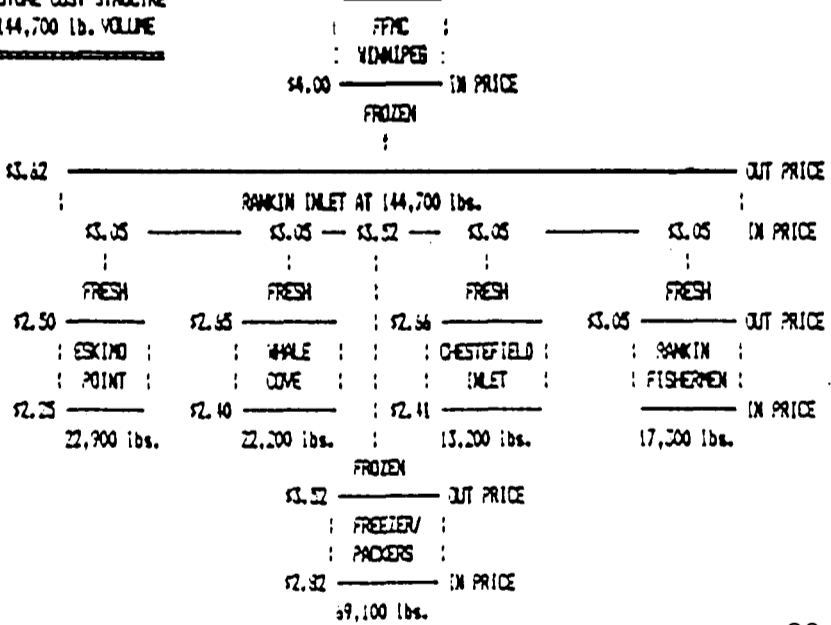 COST STRUCTURE
144,700 lb. VOLUME
FFMC
WINNIPEG
$4.00 IN PRICE
FROZEN
$3.62 OUT PRICE
RANKIN INLET AT 144,700 lbs.
$3.05 $3.05 $3.52 $3.05 $3.05 IN PRICE
FRESH FRESH FRESH FRESH
$2.50 $2.65 $2.66 $3.05 OUT PRICE
ESKIMO WHALE CHESTEFIELD RANKIN
POINT COVE INLET FISHERMEN
$2.25 $2.40 $2.41 IN PRICE
22,900 lbs. 22,200 lbs. 13,200 lbs. 17,300 lbs.
FROZEN
$3.52 OUT PRICE
FREEZER/
PACKERS
IN PRICE
69,100 lbs.